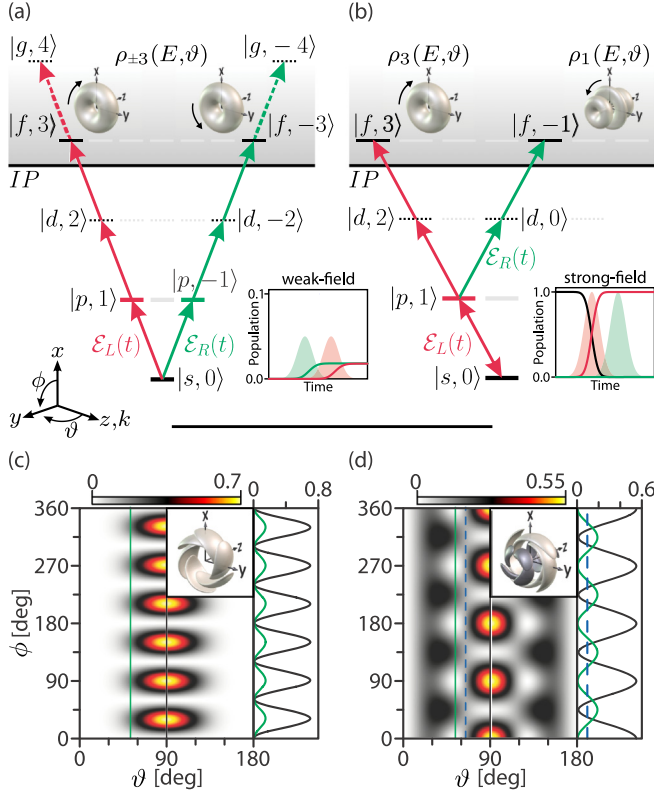 (a)
|g, 4⟩
ρ±3(E,ϑ)
|g, −4⟩
x
z
y
|f, 3⟩
|f, −3⟩
IP
|d, 2⟩
|d, −2⟩
|p, 1⟩
|p, −1⟩
ℰL(t)
ℰR(t)
|s, 0⟩
weak-field
0.1
Population
0.0
Time
x
ϕ
y
ϑ
z,k
(b)
ρ3(E,ϑ)
ρ1(E,ϑ)
x
z
y
x
z
y
|f, 3⟩
|f, −1⟩
IP
|d, 2⟩
|d, 0⟩
ℰR(t)
|p, 1⟩
ℰL(t)
|s, 0⟩
strong-field
1.0
Population
0.0
Time
(c)
0 0.7
0 0.8
360
270
180
90
0
ϕ [deg]
x
z
y
0 90 180
ϑ [deg]
(d)
0 0.55
0 0.6
360
270
180
90
0
x
z
y
0 90 180
ϑ [deg]